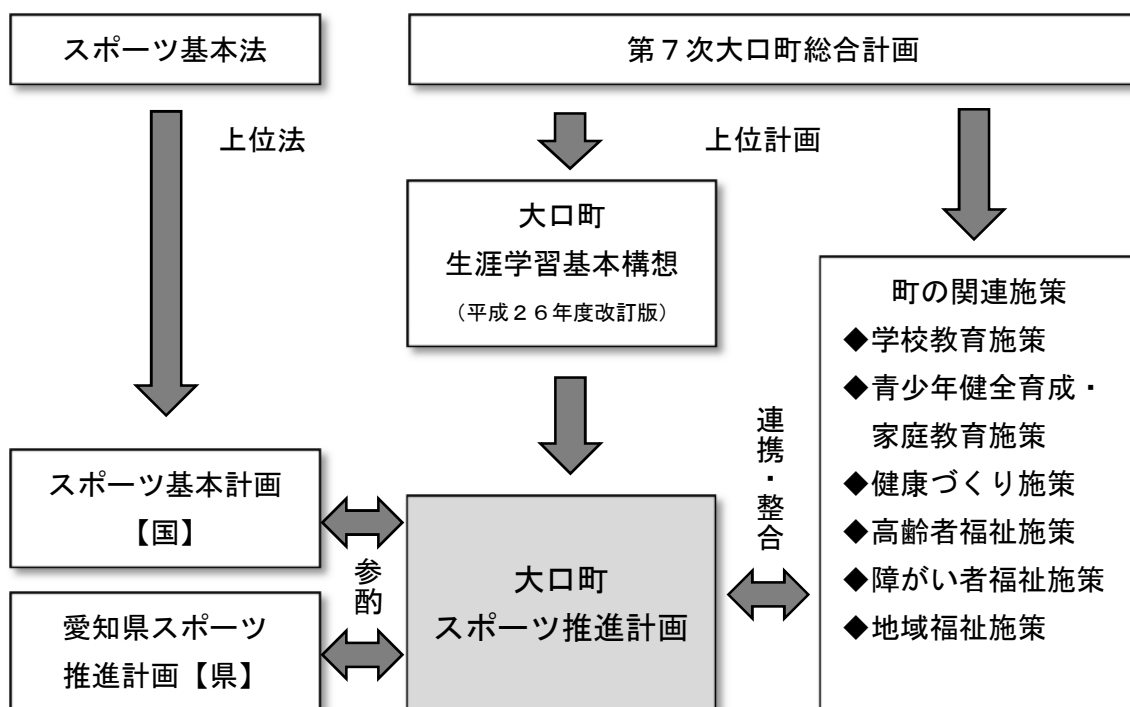 スポーツ基本法
第７次大口町総合計画
上位法
上位計画
大口町
生涯学習基本構想
（平成２６年度改訂版）
町の関連施策
◆学校教育施策
◆青少年健全育成・
家庭教育施策
◆健康づくり施策
◆高齢者福祉施策
◆障がい者福祉施策
◆地域福祉施策
連携・整合
スポーツ基本計画
【国】
参酌
大口町
スポーツ推進計画
愛知県スポーツ
推進計画【県】